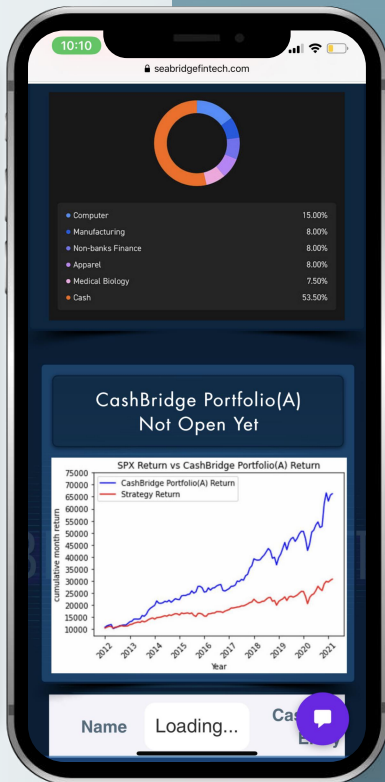 10:10
seabridgefintech.com
Computer 15.00%
Manufacturing 8.00%
Non-banks Finance 8.00%
Apparel 8.00%
Medical Biology 7.50%
Cash 53.50%
CashBridge Portfolio(A)
Not Open Yet
SPX Return vs CashBridge Portfolio(A) Return
CashBridge Portfolio(A) Return
Strategy Return
75000
70000
65000
60000
55000
50000
45000
40000
35000
30000
25000
20000
15000
10000
cumulative month return
2012 2013 2014 2015 2016 2017 2018 2019 2020 2021
Year
Name
Loading...